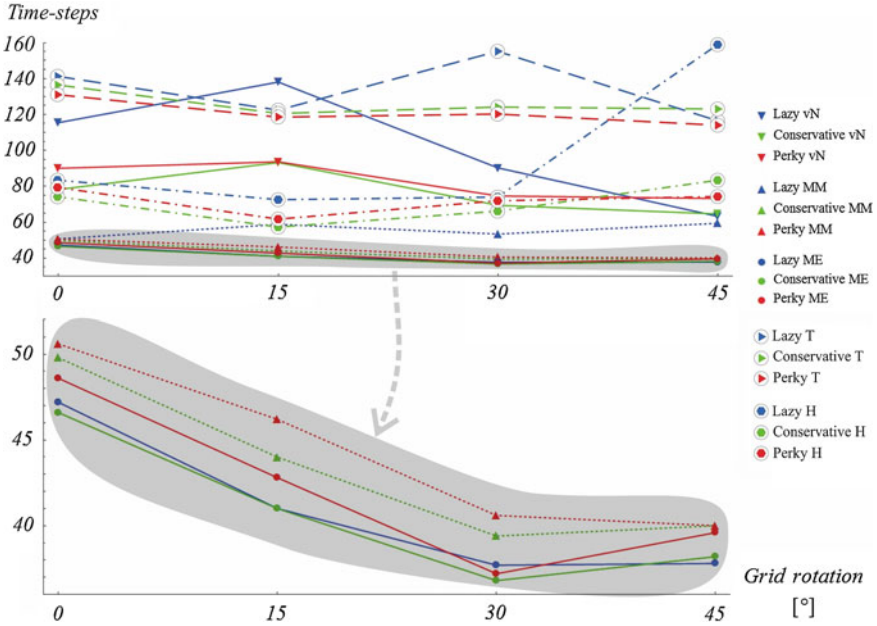 Time-steps
160
140
120
100
80
60
40
0 15 30 45
Lazy vN
Conservative vN
Perky vN
Lazy MM
Conservative MM
Perky MM
Lazy ME
Conservative ME
Perky ME
Lazy T
Conservative T
Perky T
Lazy H
Conservative H
Perky H
50
45
40
0 15 30 45
Grid rotation
[°]